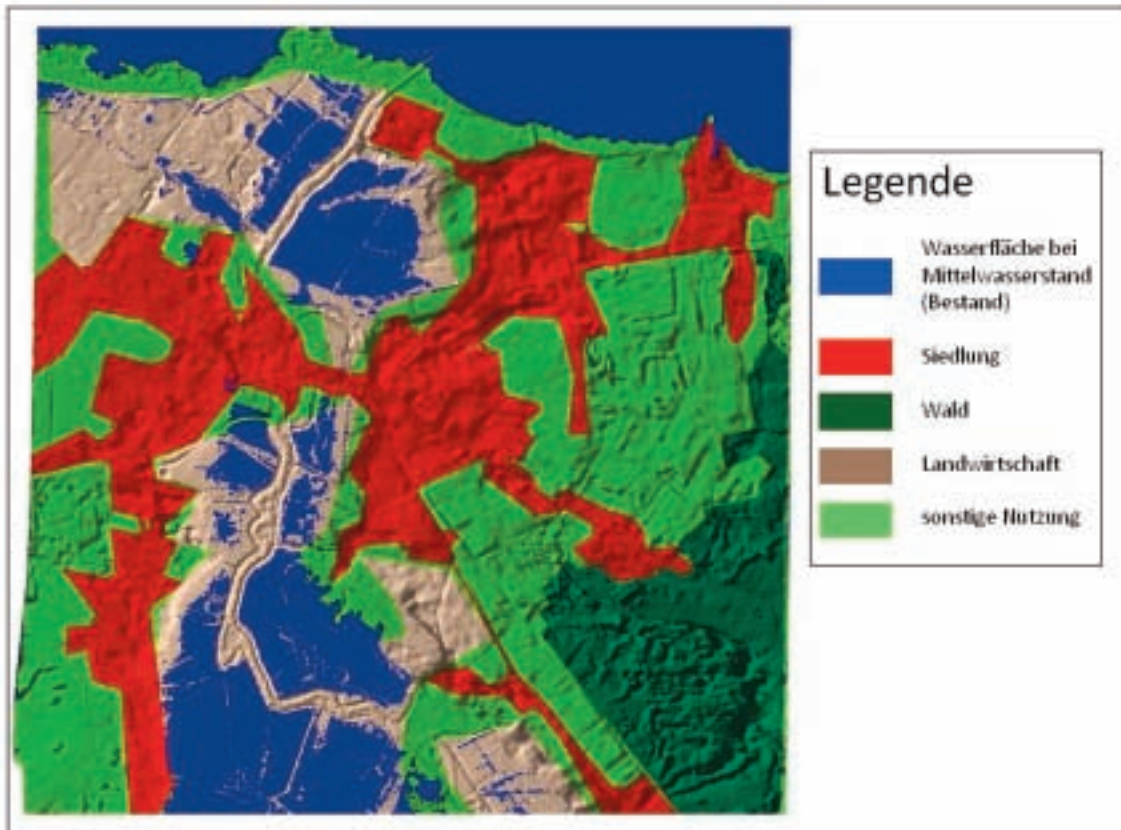 Legende
Wasserfläche bei
Mittelwasserstand
(Bestand)
Siedlung
Wald
Landwirtschaft
sonstige Nutzung